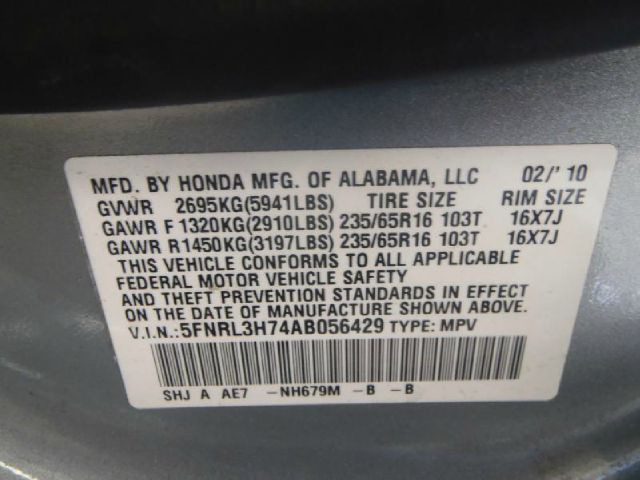 MFD. BY HONDA MFG. OF ALABAMA, LLC 02/' 10
GVWR 2695KG(5941LBS) TIRE SIZE RIM SIZE
GAWR F 1320KG(2910LBS) 235/65R16 103T 16X7J
GAWR R1450KG(3197LBS) 235/65R16 103T 16X7J
THIS VEHICLE CONFORMS TO ALL APPLICABLE
FEDERAL MOTOR VEHICLE SAFETY
AND THEFT PREVENTION STANDARDS IN EFFECT
ON THE DATE OF MANUFACTURE SHOWN ABOVE.
V.I.N.: 5FNRL3H74AB056429 TYPE: MPV
SHJ A AE7 -NH679M -B -B